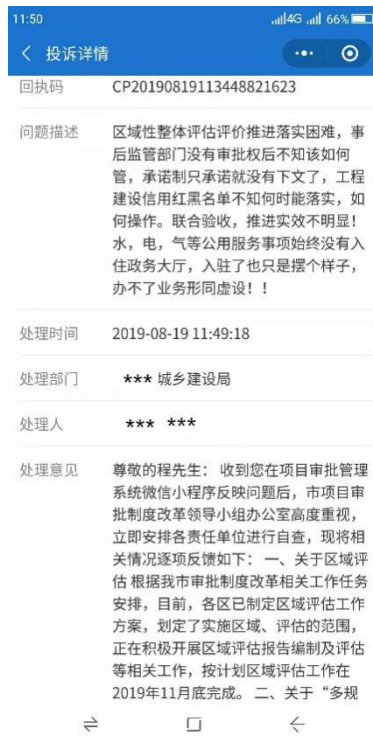 11:50
4G 66%
投诉详情
回执码 CP20190819113448821623
问题描述 区域性整体评估评价推进落实困难，事
后监管部门没有审批权后不知该如何
管，承诺制只承诺就没有下文了，工程
建设信用红黑名单不知何时能落实，如
何操作。联合验收，推进实效不明显！
水，电，气等公用服务事项始终没有入
住政务大厅，入驻了也只是摆个样子，
办不了业务形同虚设！！
处理时间 2019-08-19 11:49:18
处理部门 *** 城乡建设局
处理人 *** ***
处理意见 尊敬的程先生： 收到您在项目审批管理
系统微信小程序反映问题后，市项目审
批制度改革领导小组办公室高度重视，
立即安排各责任单位进行自查，现将相
关情况逐项反馈如下： 一、关于区域评
估 根据我市审批制度改革相关工作任务
安排，目前，各区已制定区域评估工作
方案，划定了实施区域、评估的范围，
正在积极开展区域评估报告编制及评估
等相关工作，按计划区域评估工作在
2019年11月底完成。 二、关于“多规